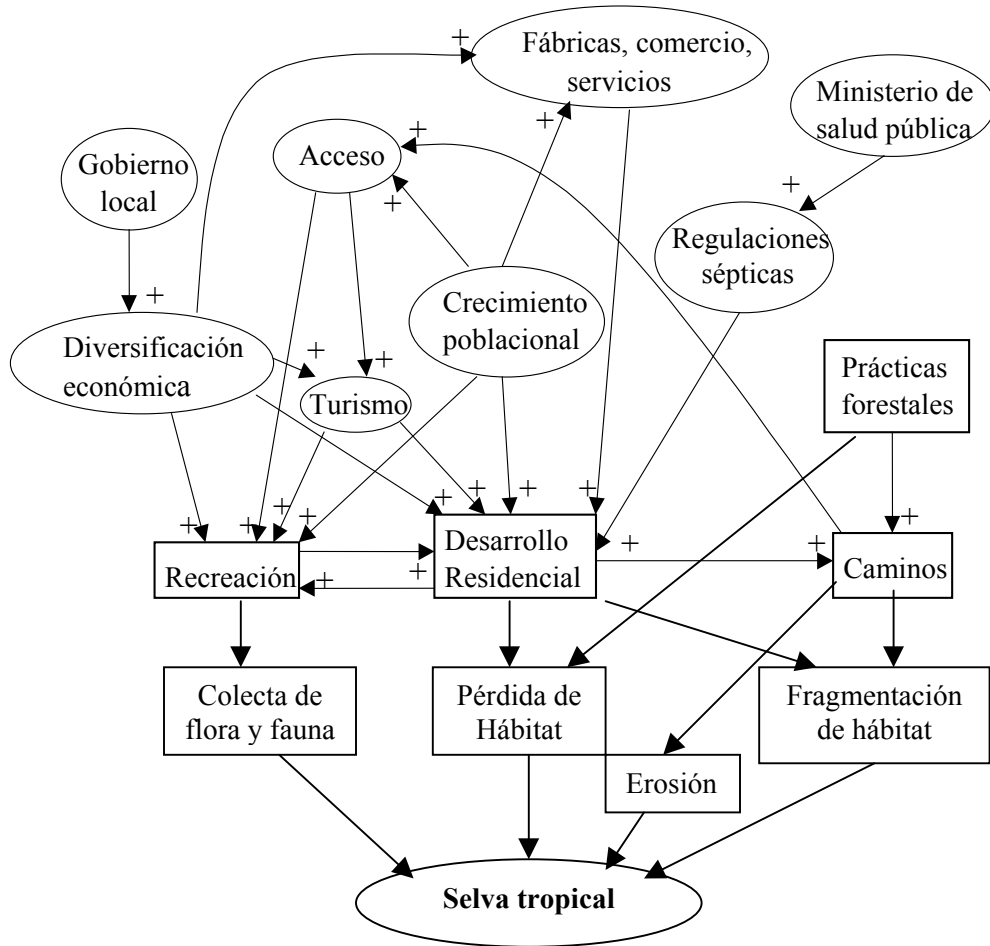 +
Fábricas, comercio,
servicios
Ministerio de
salud pública
+
+
Acceso
Gobierno
local
+
+
Regulaciones
sépticas
+
Crecimiento
poblacional
Diversificación
económica
+
+
Turismo
Prácticas
forestales
+
+
+
+
+
+
+
+
+
+
Desarrollo
Residencial
+
+
Recreación
+
+
Caminos
Colecta de
flora y fauna
Pérdida de
Hábitat
Fragmentación
de hábitat
Erosión
Selva tropical